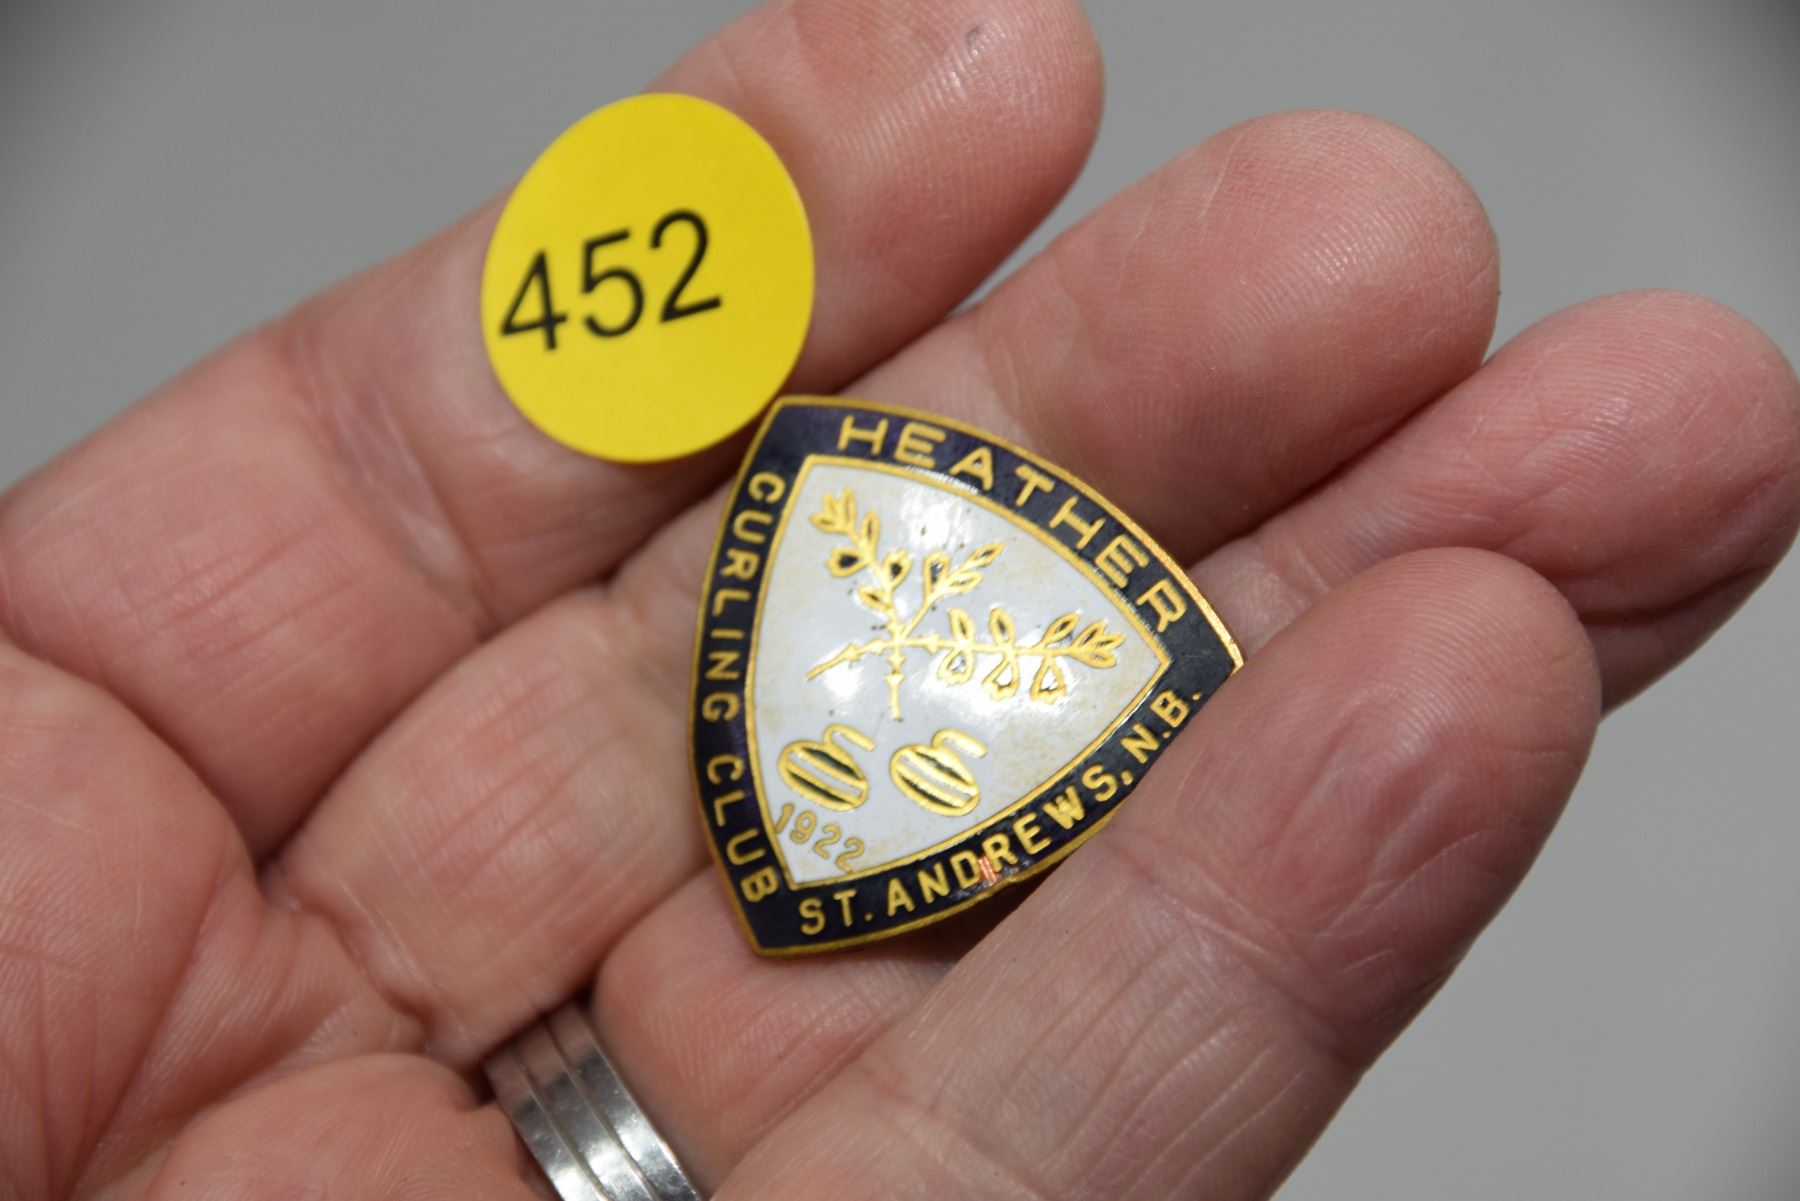 452
HEATHER
CURLING CLUB
1922
ST. ANDREWS, N.B.